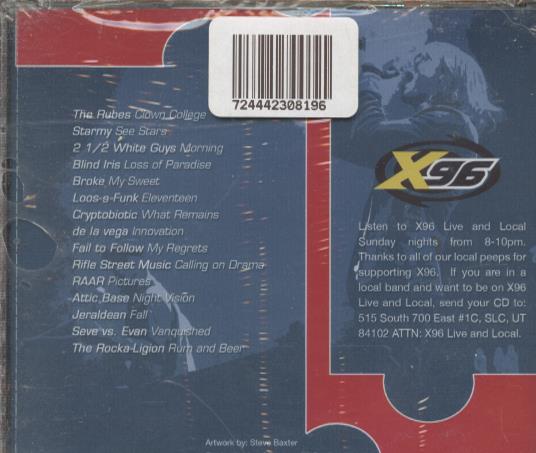 724442308196
The Rubes Clown College
Starmy See Stars
2 1/2 White Guys Morning
Blind Iris Loss of Paradise
Broke My Sweet
Loos-a-Funk Eleventeen
Cryptobiotic What Remains
de la vega Innovation
Fail to Follow My Regrets
Rifle Street Music Calling on Drama
RAAR Pictures
Attic Base Night Vision
Jeraldean Fall
Seve vs. Evan Vanquished
The Rocka-Ligion Rum and Beer
X96
Listen to X96 Live and Local
Sunday nights from 8-10pm.
Thanks to all of our local peeps for
supporting X96. If you are in a
local band and want to be on X96
Live and Local, send your CD to:
515 South 700 East #1C, SLC, UT
84102 ATTN: X96 Live and Local.
Artwork by: Steve Baxter